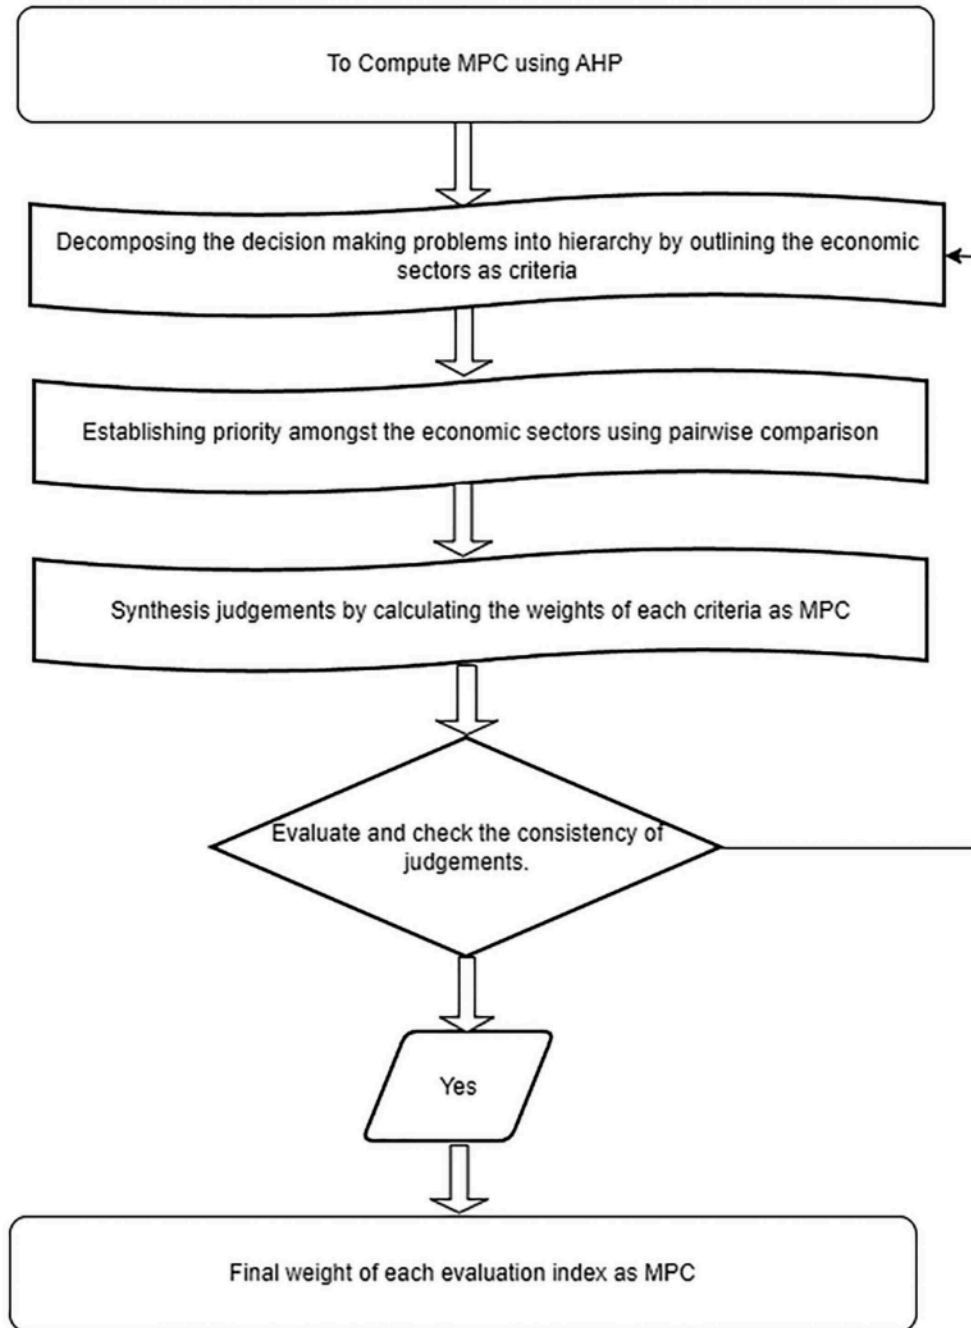 To Compute MPC using AHP
Decomposing the decision making problems into hierarchy by outlining the economic
sectors as criteria
Establishing priority amongst the economic sectors using pairwise comparison
Synthesis judgements by calculating the weights of each criteria as MPC
Evaluate and check the consistency of
judgements.
Yes
Final weight of each evaluation index as MPC